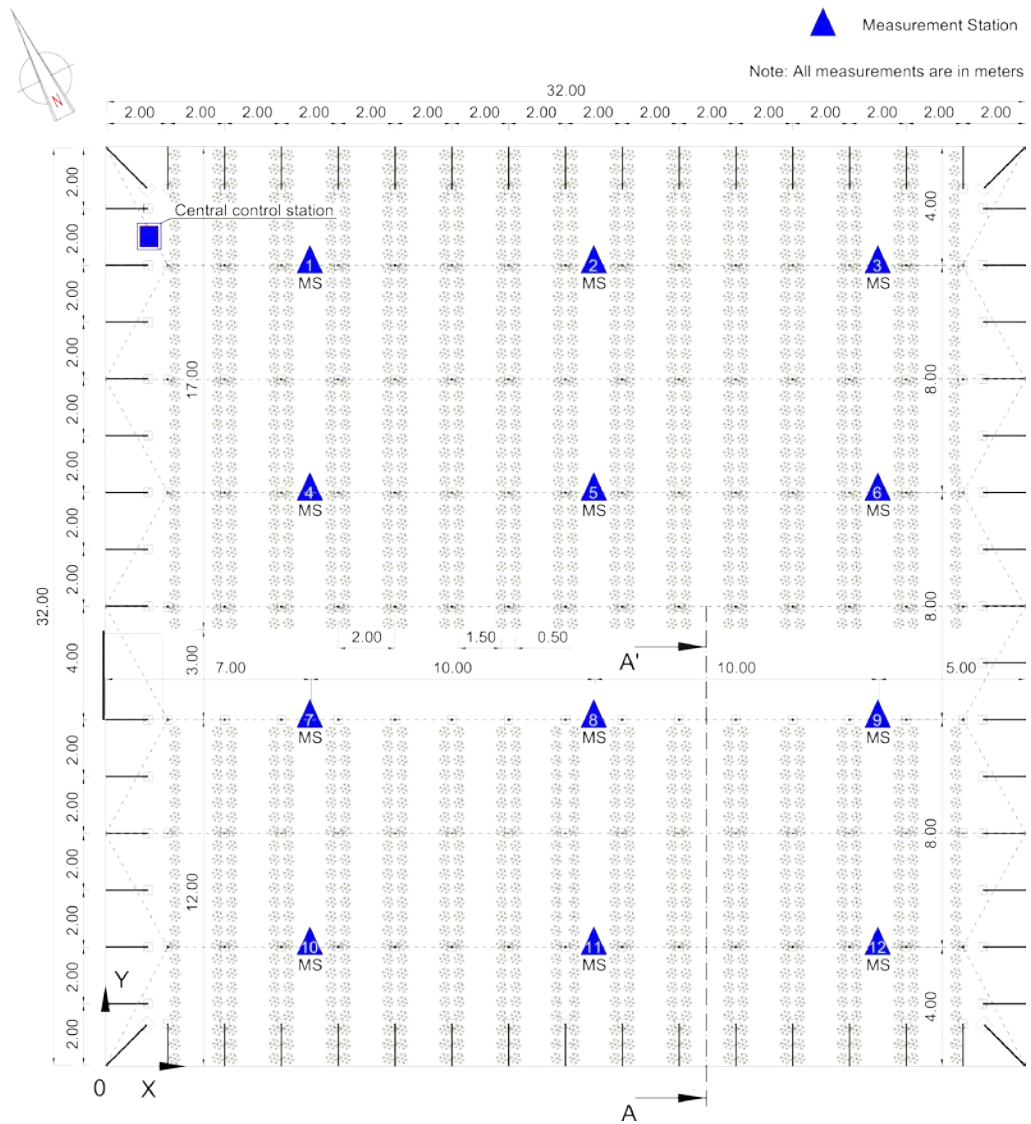 Measurement Station
Note: All measurements are in meters
N
32.00
2.00 2.00 2.00 2.00 2.00 2.00 2.00 2.00 2.00 2.00 2.00 2.00 2.00 2.00 2.00 2.00
2.00
4.00
2.00
Central control station
1 2 3
MS MS MS
2.00
2.00
17.00
8.00
2.00
2.00
4 5 6
MS MS MS
2.00
2.00
32.00
8.00
2.00 1.50 0.50
A'
4.00
3.00
7.00 10.00 10.00 5.00
7 8 9
MS MS MS
2.00
2.00
8.00
2.00
12.00
2.00
10 11 12
MS MS MS
2.00
Y
4.00
2.00
0 X
A